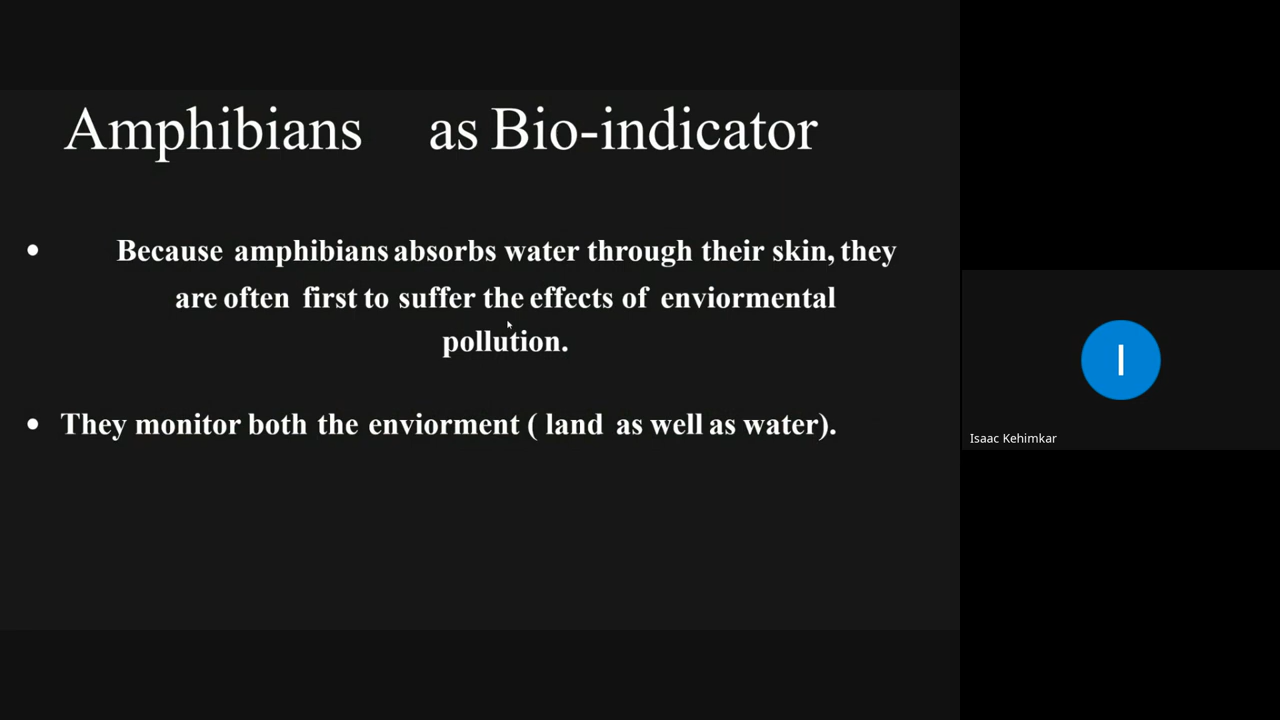 Amphibians as Bio-indicator
• Because amphibians absorbs water through their skin, they
are often first to suffer the effects of enviormental
pollution.
• They monitor both the enviorment ( land as well as water).
I
Isaac Kehimkar